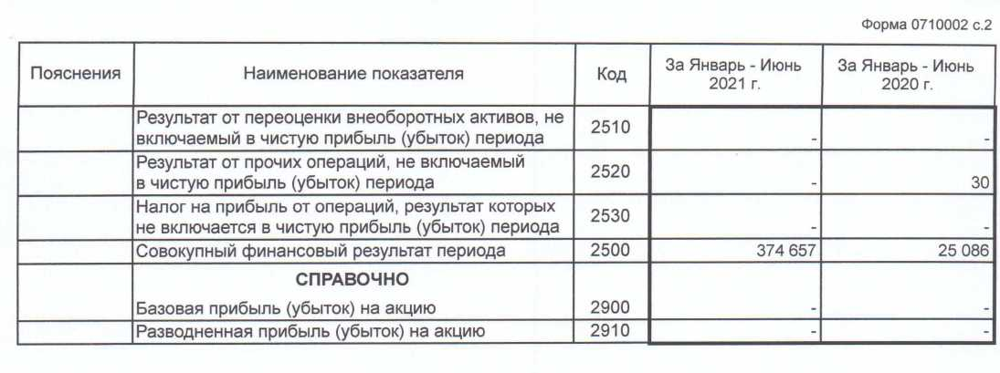 Форма 0710002 с.2
Пояснения Наименование показателя Код За Январь - Июнь 2021 г. За Январь - Июнь 2020 г.
Результат от переоценки внеоборотных активов, не
включаемый в чистую прибыль (убыток) периода 2510 - -
Результат от прочих операций, не включаемый
в чистую прибыль (убыток) периода 2520 - 30
Налог на прибыль от операций, результат которых
не включается в чистую прибыль (убыток) периода 2530 - -
Совокупный финансовый результат периода 2500 374 657 25 086
СПРАВОЧНО
Базовая прибыль (убыток) на акцию 2900 - -
Разводненная прибыль (убыток) на акцию 2910 - -